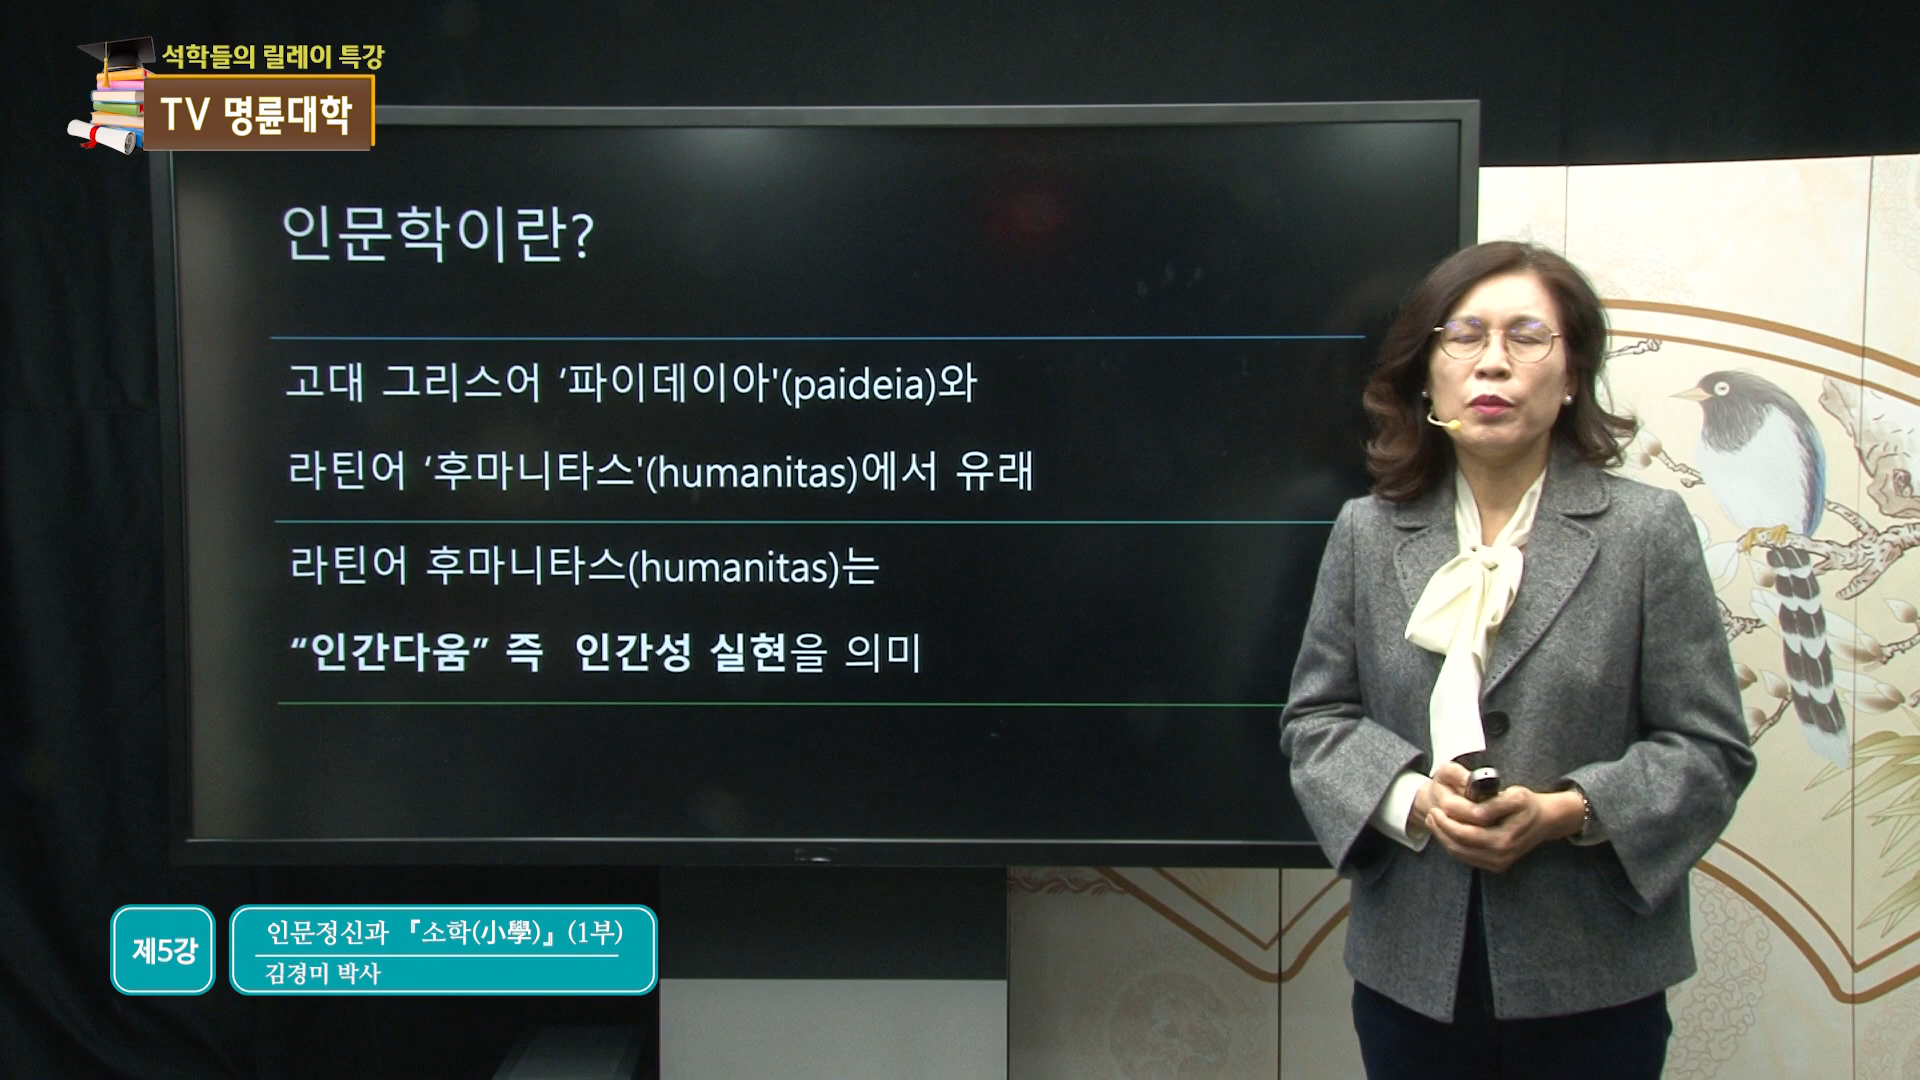 석학들의 릴레이 특강
TV 명륜대학
인문학이란?
고대 그리스어 ‘파이데이아'(paideia)와
라틴어 ‘후마니타스'(humanitas)에서 유래
라틴어 후마니타스(humanitas)는
“인간다움” 즉 인간성 실현을 의미
제5강
인문정신과 『소학(小學)』(1부)
김경미 박사